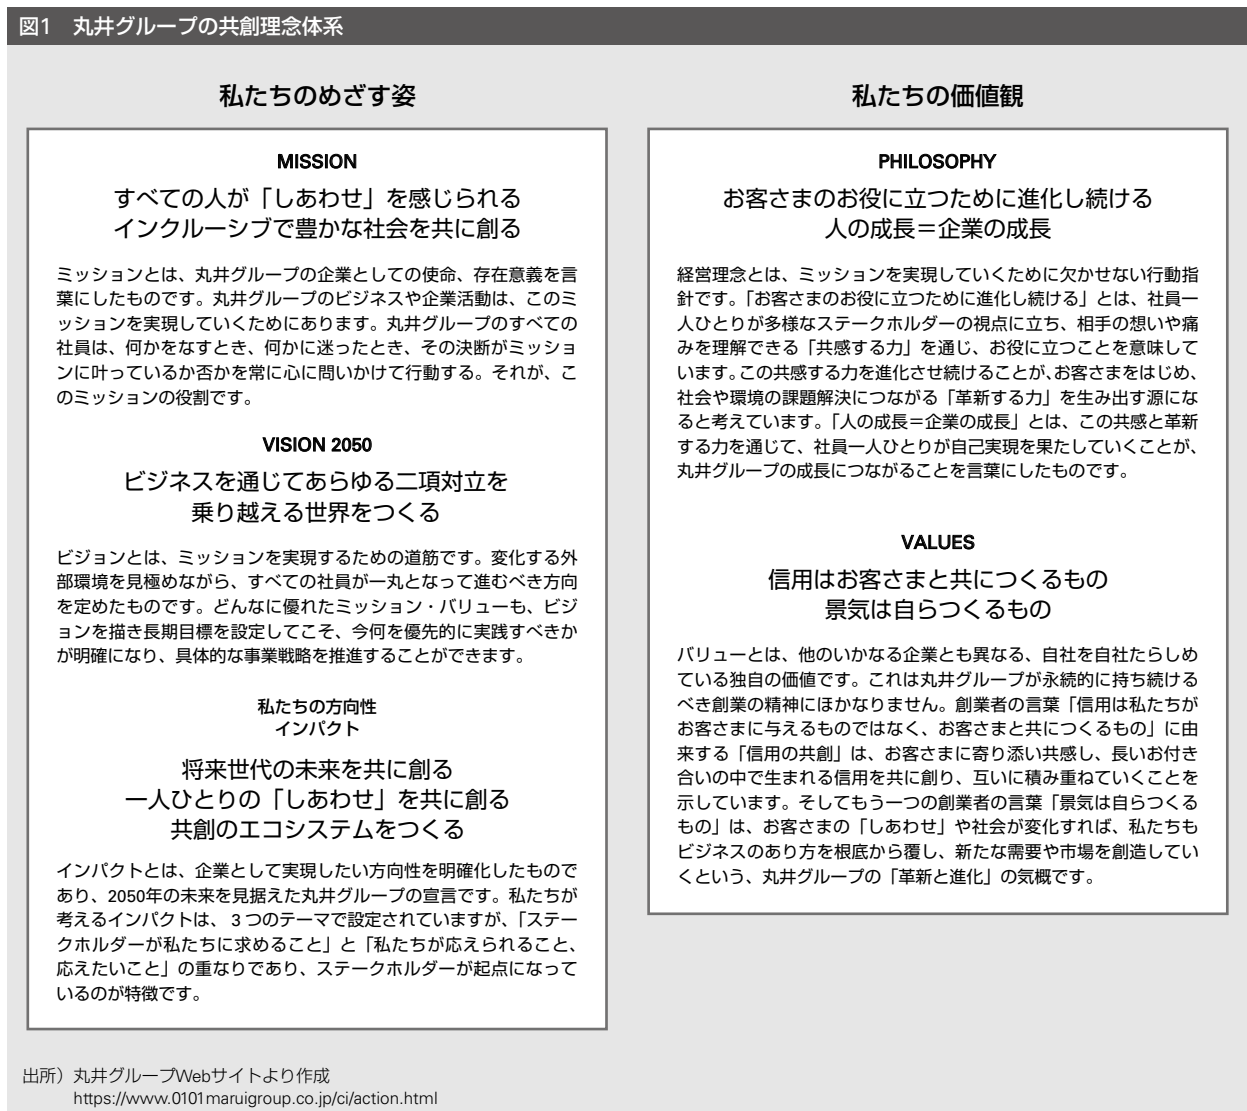 図1　丸井グループの共創理念体系
私たちのめざす姿
MISSION
すべての人が「しあわせ」を感じられる
インクルーシブで豊かな社会を共に創る
ミッションとは、丸井グループの企業としての使命、存在意義を言
葉にしたものです。丸井グループのビジネスや企業活動は、このミ
ッションを実現していくためにあります。丸井グループのすべての
社員は、何かをなすとき、何かに迷ったとき、その決断がミッショ
ンに叶っているか否かを常に心に問いかけて行動する。それが、こ
のミッションの役割です。
VISION 2050
ビジネスを通じてあらゆる二項対立を
乗り越える世界をつくる
ビジョンとは、ミッションを実現するための道筋です。変化する外
部環境を見極めながら、すべての社員が一丸となって進むべき方向
を定めたものです。どんなに優れたミッション・バリューも、ビジ
ョンを描き長期目標を設定してこそ、今何を優先的に実践すべきか
が明確になり、具体的な事業戦略を推進することができます。
私たちの方向性
インパクト
将来世代の未来を共に創る
一人ひとりの「しあわせ」を共に創る
共創のエコシステムをつくる
インパクトとは、企業として実現したい方向性を明確化したもので
あり、2050年の未来を見据えた丸井グループの宣言です。私たちが
考えるインパクトは、３つのテーマで設定されていますが、「ステー
クホルダーが私たちに求めること」と「私たちが応えられること、
応えたいこと」の重なりであり、ステークホルダーが起点になって
いるのが特徴です。
私たちの価値観
PHILOSOPHY
お客さまのお役に立つために進化し続ける
人の成長＝企業の成長
経営理念とは、ミッションを実現していくために欠かせない行動指
針です。「お客さまのお役に立つために進化し続ける」とは、社員一
人ひとりが多様なステークホルダーの視点に立ち、相手の想いや痛
みを理解できる「共感する力」を通じ、お役に立つことを意味して
います。この共感する力を進化させ続けることが、お客さまをはじめ、
社会や環境の課題解決につながる「革新する力」を生み出す源にな
ると考えています。「人の成長＝企業の成長」とは、この共感と革新
する力を通じて、社員一人ひとりが自己実現を果たしていくことが、
丸井グループの成長につながることを言葉にしたものです。
VALUES
信用はお客さまと共につくるもの
景気は自らつくるもの
バリューとは、他のいかなる企業とも異なる、自社を自社たらしめ
ている独自の価値です。これは丸井グループが永続的に持ち続ける
べき創業の精神にほかなりません。創業者の言葉「信用は私たちが
お客さまに与えるものではなく、お客さまと共につくるもの」に由
来する「信用の共創」は、お客さまに寄り添い共感し、長いお付き
合いの中で生まれる信用を共に創り、互いに積み重ねていくことを
示しています。そしてもう一つの創業者の言葉「景気は自らつくる
もの」は、お客さまの「しあわせ」や社会が変化すれば、私たちも
ビジネスのあり方を根底から覆し、新たな需要や市場を創造してい
くという、丸井グループの「革新と進化」の気概です。
出所）丸井グループWebサイトより作成
https://www.0101maruigroup.co.jp/ci/action.html